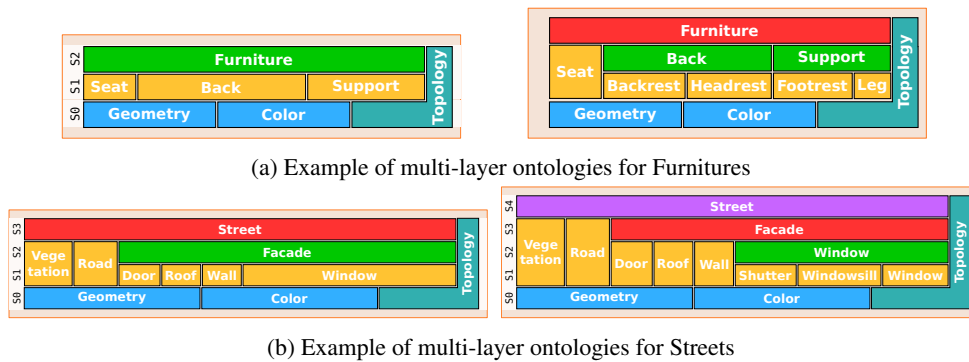 S2
Furniture
Topology
S1
Seat
Back
Support
S0
Geometry
Color
Furniture
Topology
Seat
Back
Support
Backrest
Headrest
Footrest
Leg
Geometry
Color
(a) Example of multi-layer ontologies for Furnitures
S3
Street
Topology
S2
Vege
tation
Road
Facade
S1
Door
Roof
Wall
Window
S0
Geometry
Color
S4
Street
Topology
S3
Vege
tation
Road
Facade
S2
Door
Roof
Wall
Window
S1
Shutter
Windowsill
Window
S0
Geometry
Color
(b) Example of multi-layer ontologies for Streets